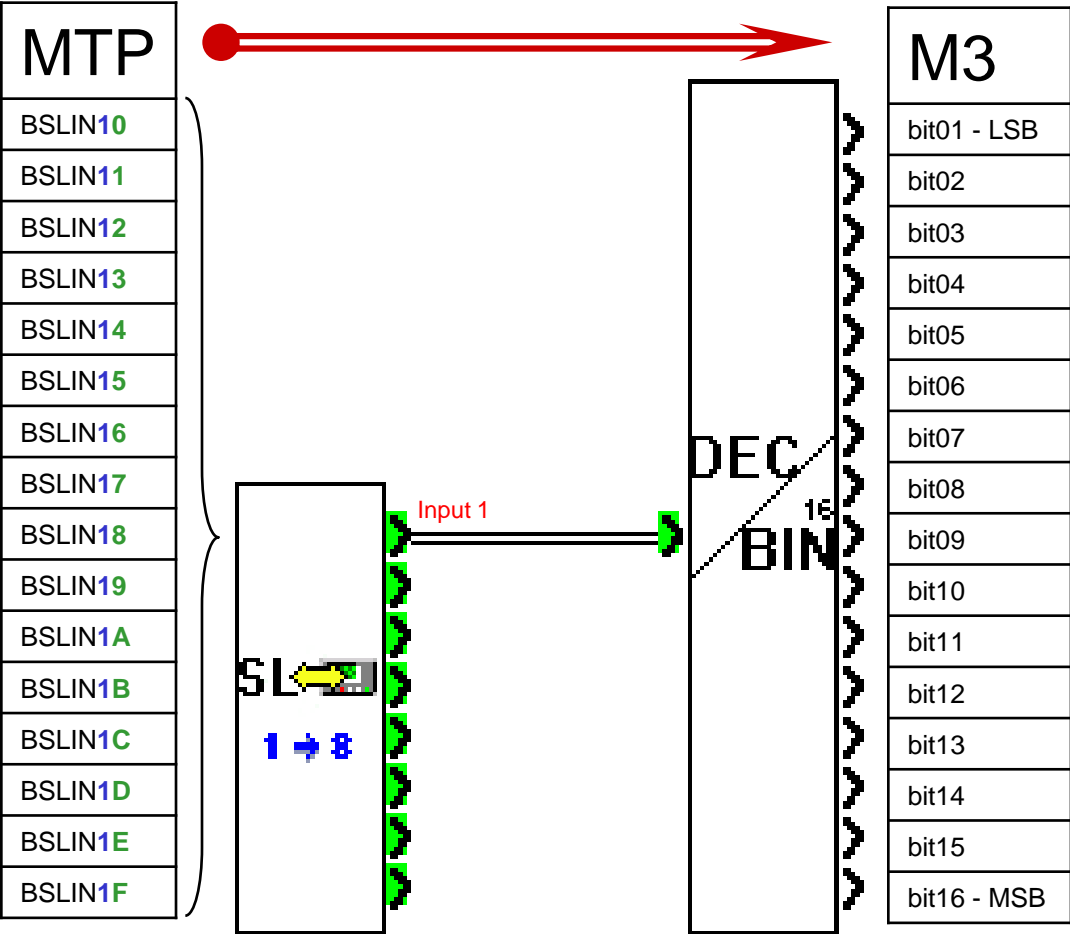 MTP
BSLIN10
BSLIN11
BSLIN12
BSLIN13
BSLIN14
BSLIN15
BSLIN16
BSLIN17
BSLIN18
BSLIN19
BSLIN1A
BSLIN1B
BSLIN1C
BSLIN1D
BSLIN1E
BSLIN1F
SL
1 → 8
Input 1
DEC
16
BIN
M3
bit01 - LSB
bit02
bit03
bit04
bit05
bit06
bit07
bit08
bit09
bit10
bit11
bit12
bit13
bit14
bit15
bit16 - MSB